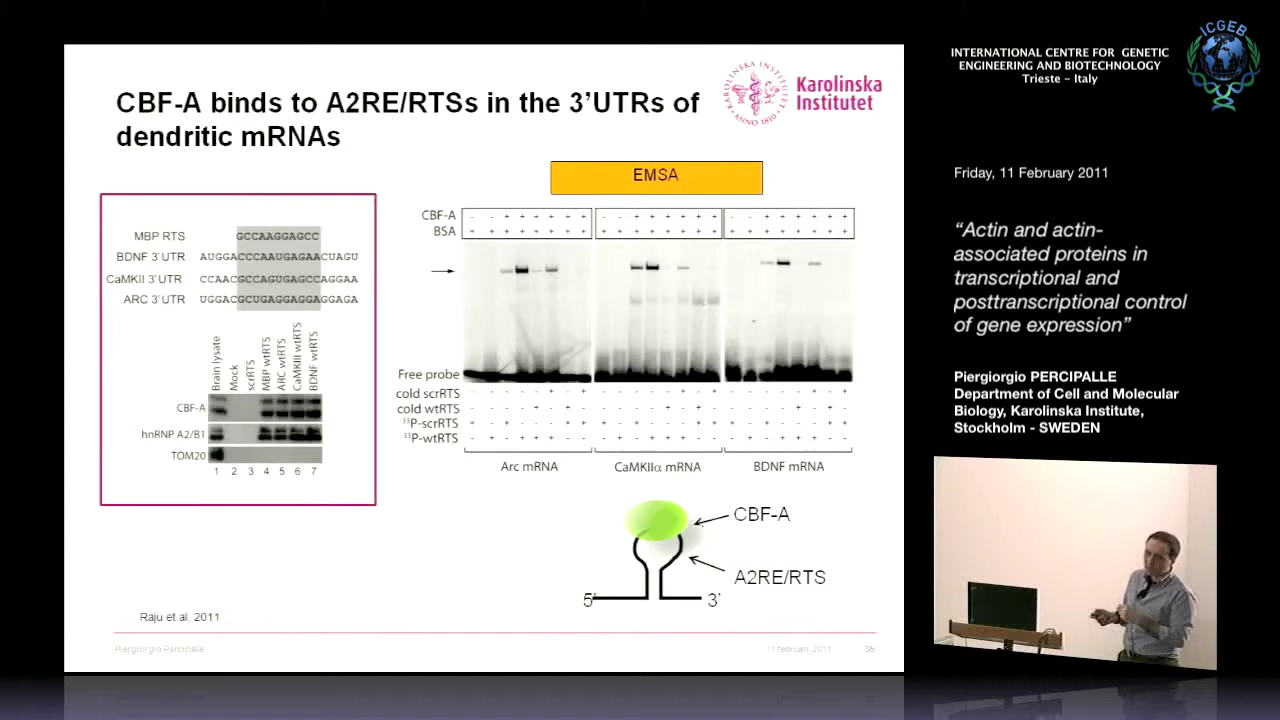 CBF-A binds to A2RE/RTSs in the 3’UTRs of
dendritic mRNAs
KAROLINSKA INSTITUTET
ANNO 1810
Karolinska
Institutet
MBP RTS GCCAAGGAGCC
BDNF 3’UTR AUGGACCCAAUGAGAACUAGU
CaMKII 3’UTR CCAACGCCAGUGAGCCAGGAA
ARC 3’UTR UGGACGCUGAGGAGGAGGAGA
Brain lysate
Mock
scrRTS
MBP wtRTS
ARC wtRTS
CaMKIII wtRTS
BDNF wtRTS
CBF-A
hnRNP A2/B1
TOM20
1 2 3 4 5 6 7
EMSA
CBF-A - - + + + + + - - + + + + + - - + + + + +
BSA + + + + + + + + + + + + + + + + + + + + +
Free probe
cold scrRTS
cold wtRTS
³³P-scrRTS
³³P-wtRTS
Arc mRNA CaMKIIα mRNA BDNF mRNA
CBF-A
A2RE/RTS
5’ 3’
Raju et al. 2011
Piergiorgio Percipalle 11 februari 2011
INTERNATIONAL CENTRE FOR GENETIC
ENGINEERING AND BIOTECHNOLOGY
Trieste – Italy
ICGEB
Friday, 11 February 2011
“Actin and actin-
associated proteins in
transcriptional and
posttranscriptional control
of gene expression”
Piergiorgio PERCIPALLE
Department of Cell and Molecular
Biology, Karolinska Institute,
Stockholm - SWEDEN